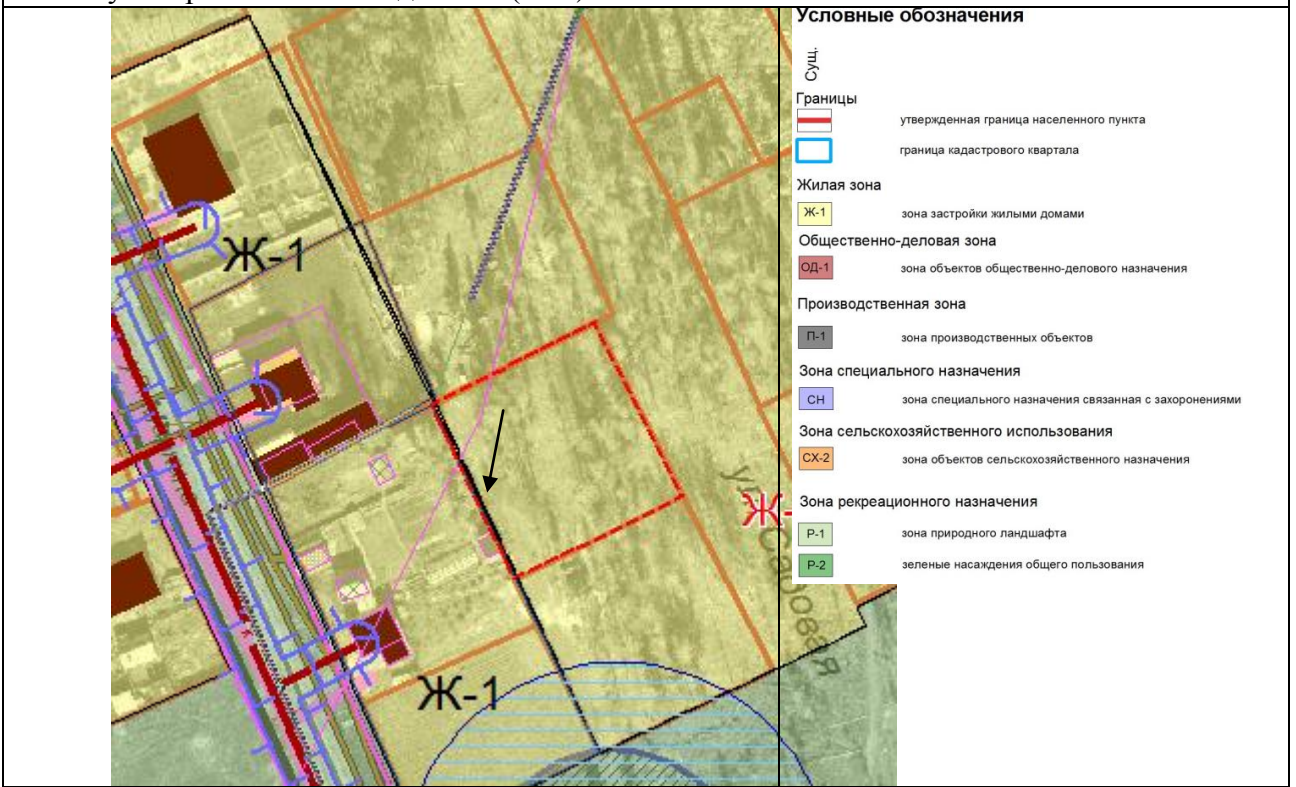 Условные обозначения
Сущ.
Границы
утвержденная граница населенного пункта
граница кадастрового квартала
Жилая зона
Ж-1 зона застройки жилыми домами
Общественно-деловая зона
ОД-1 зона объектов общественно-делового назначения
Производственная зона
П-1 зона производственных объектов
Зона специального назначения
СН зона специального назначения связанная с захоронениями
Зона сельскохозяйственного использования
СХ-2 зона объектов сельскохозяйственного назначения
Зона рекреационного назначения
Р-1 зона природного ландшафта
Р-2 зеленые насаждения общего пользования
Ж-1
Ж-
Ж-1